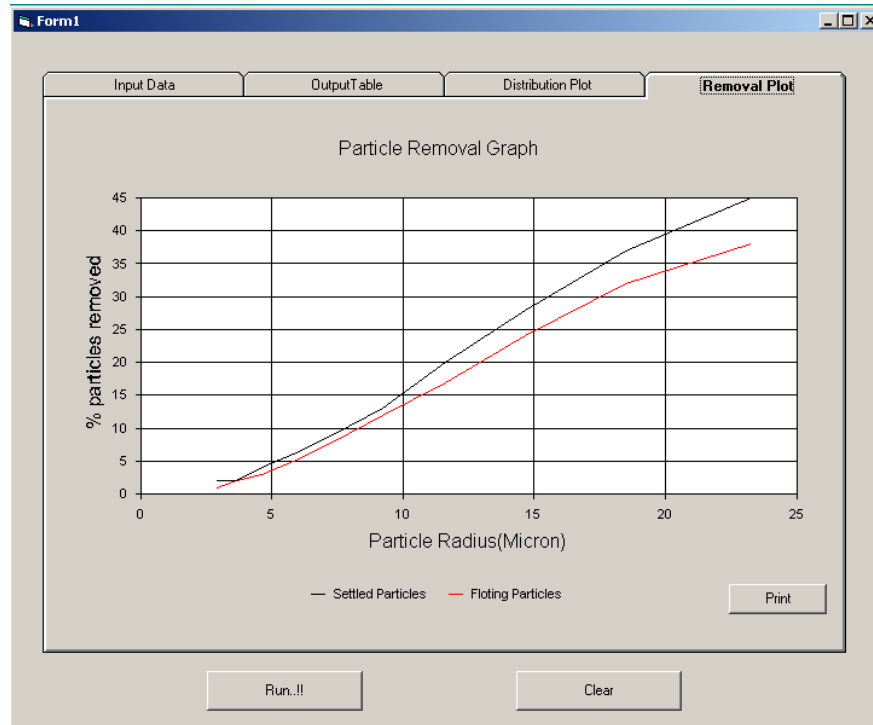 Form1
Input Data OutputTable Distribution Plot Removal Plot
Particle Removal Graph
45
40
35
30
25
20
15
10
5
0
% particles removed
0 5 10 15 20 25
Particle Radius(Micron)
Settled Particles Floting Particles
Print
Run..!! Clear